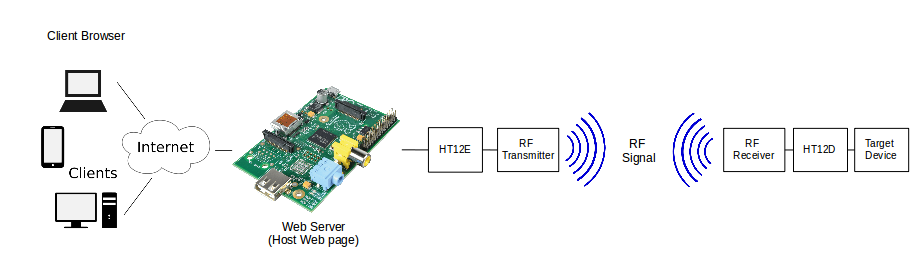 Client Browser
Internet
Clients
Web Server
(Host Web page)
HT12E
RF
Transmitter
RF
Signal
RF
Receiver
HT12D
Target
Device